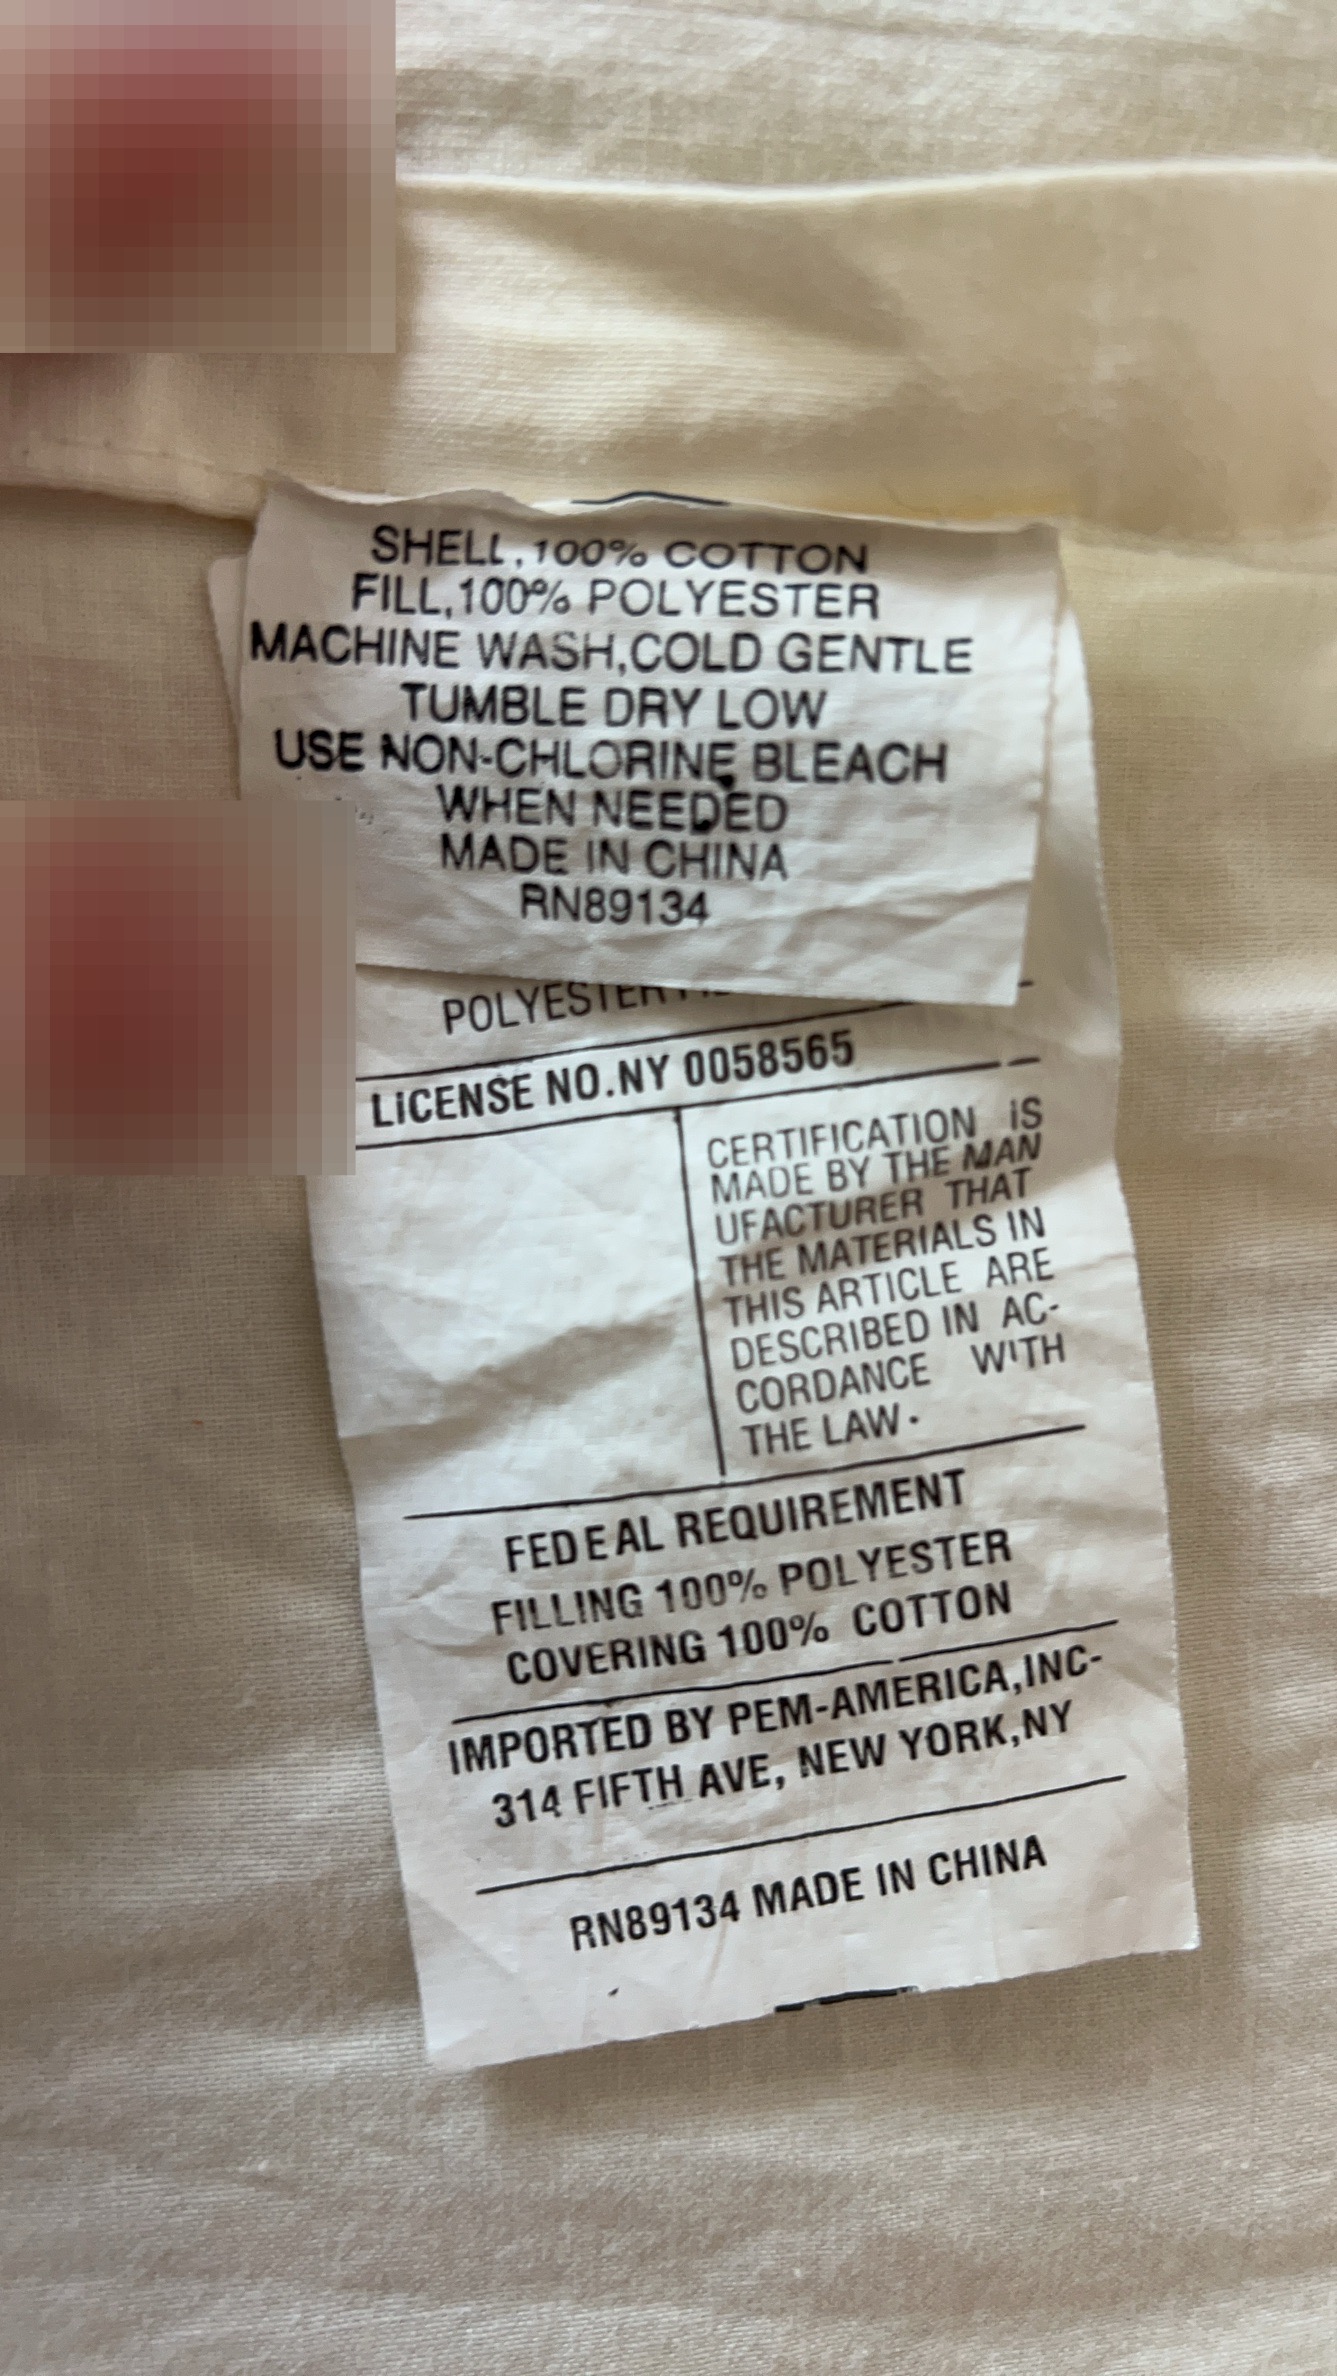 SHELL,100% COTTON
FILL,100% POLYESTER
MACHINE WASH,COLD GENTLE
TUMBLE DRY LOW
USE NON-CHLORINE BLEACH
WHEN NEEDED
MADE IN CHINA
RN89134
POLYESTER
LICENSE NO.NY 0058565
CERTIFICATION iS
MADE BY THE MAN
UFACTURER THAT
THE MATERIALS IN
THIS ARTICLE ARE
DESCRIBED IN AC-
CORDANCE WITH
THE LAW.
FEDEAL REQUIREMENT
FILLING 100% POLYESTER
COVERING 100% COTTON
IMPORTED BY PEM-AMERICA,INC-
314 FIFTH AVE, NEW YORK,NY
RN89134 MADE IN CHINA